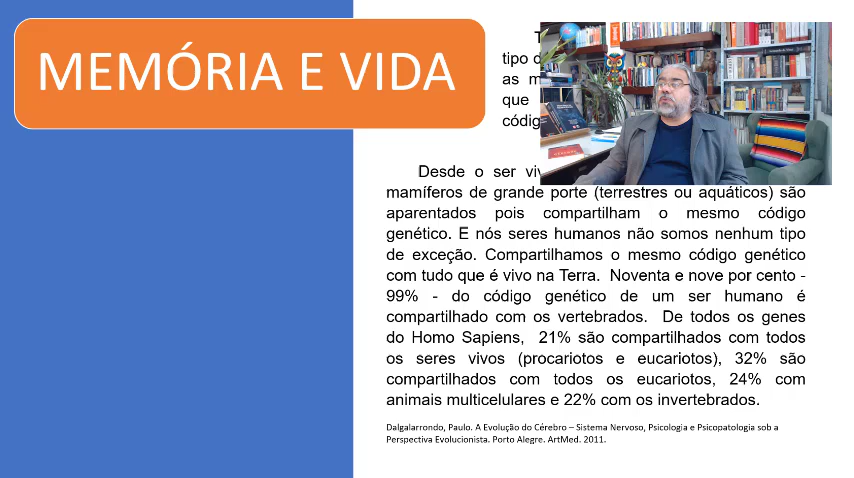 MEMÓRIA E VIDA
T
tipo
as m
que
códig
Desde o ser viv
mamíferos de grande porte (terrestres ou aquáticos) são
aparentados pois compartilham o mesmo código
genético. E nós seres humanos não somos nenhum tipo
de exceção. Compartilhamos o mesmo código genético
com tudo que é vivo na Terra. Noventa e nove por cento -
99% - do código genético de um ser humano é
compartilhado com os vertebrados. De todos os genes
do Homo Sapiens, 21% são compartilhados com todos
os seres vivos (procariotos e eucariotos), 32% são
compartilhados com todos os eucariotos, 24% com
animais multicelulares e 22% com os invertebrados.
Dalgalarrondo, Paulo. A Evolução do Cérebro – Sistema Nervoso, Psicologia e Psicopatologia sob a
Perspectiva Evolucionista. Porto Alegre. ArtMed. 2011.